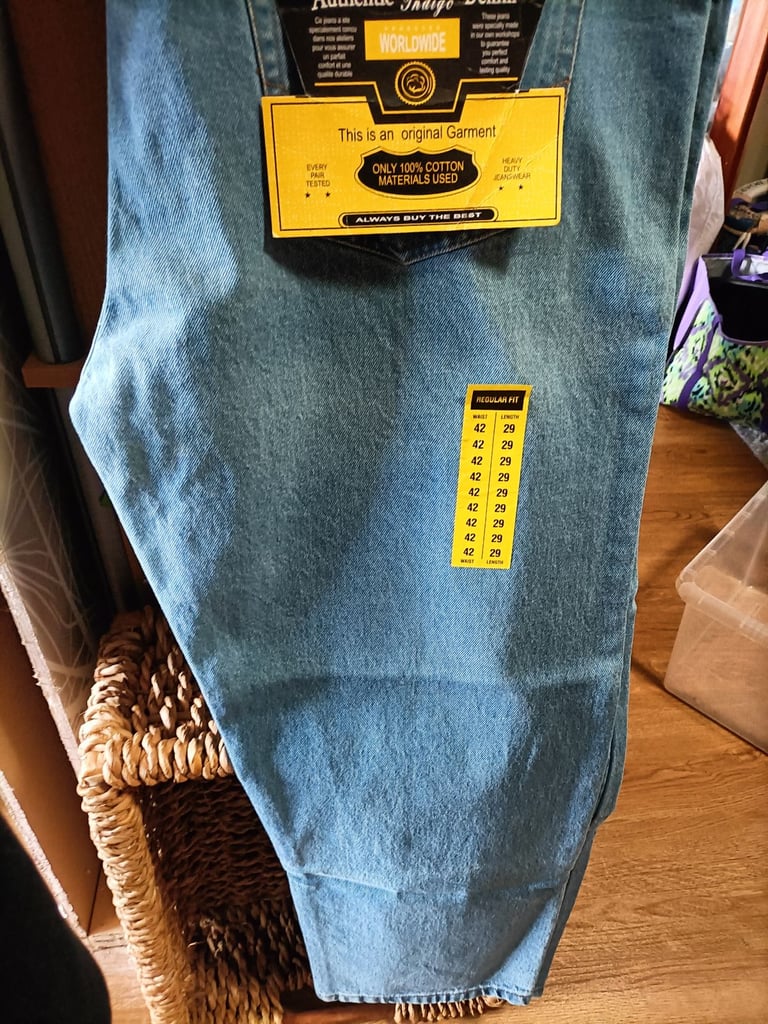 Authentic Indigo Denim
Ce jeans a été
specialement concu
dans nos ateliers
pour vous assurer
un parfait
confort et une
qualite durable
WORLDWIDE
These jeans
were specially made
in our own workshops
to guarantee
you perfect
comfort and
lasting quality
This is an original Garment
EVERY
PAIR
TESTED
ONLY 100% COTTON
MATERIALS USED
HEAVY
DUTY
JEANSWEAR
ALWAYS BUY THE BEST
REGULAR FIT
WAIST LENGTH
42 29
42 29
42 29
42 29
42 29
42 29
42 29
42 29
42 29
WAIST LENGTH